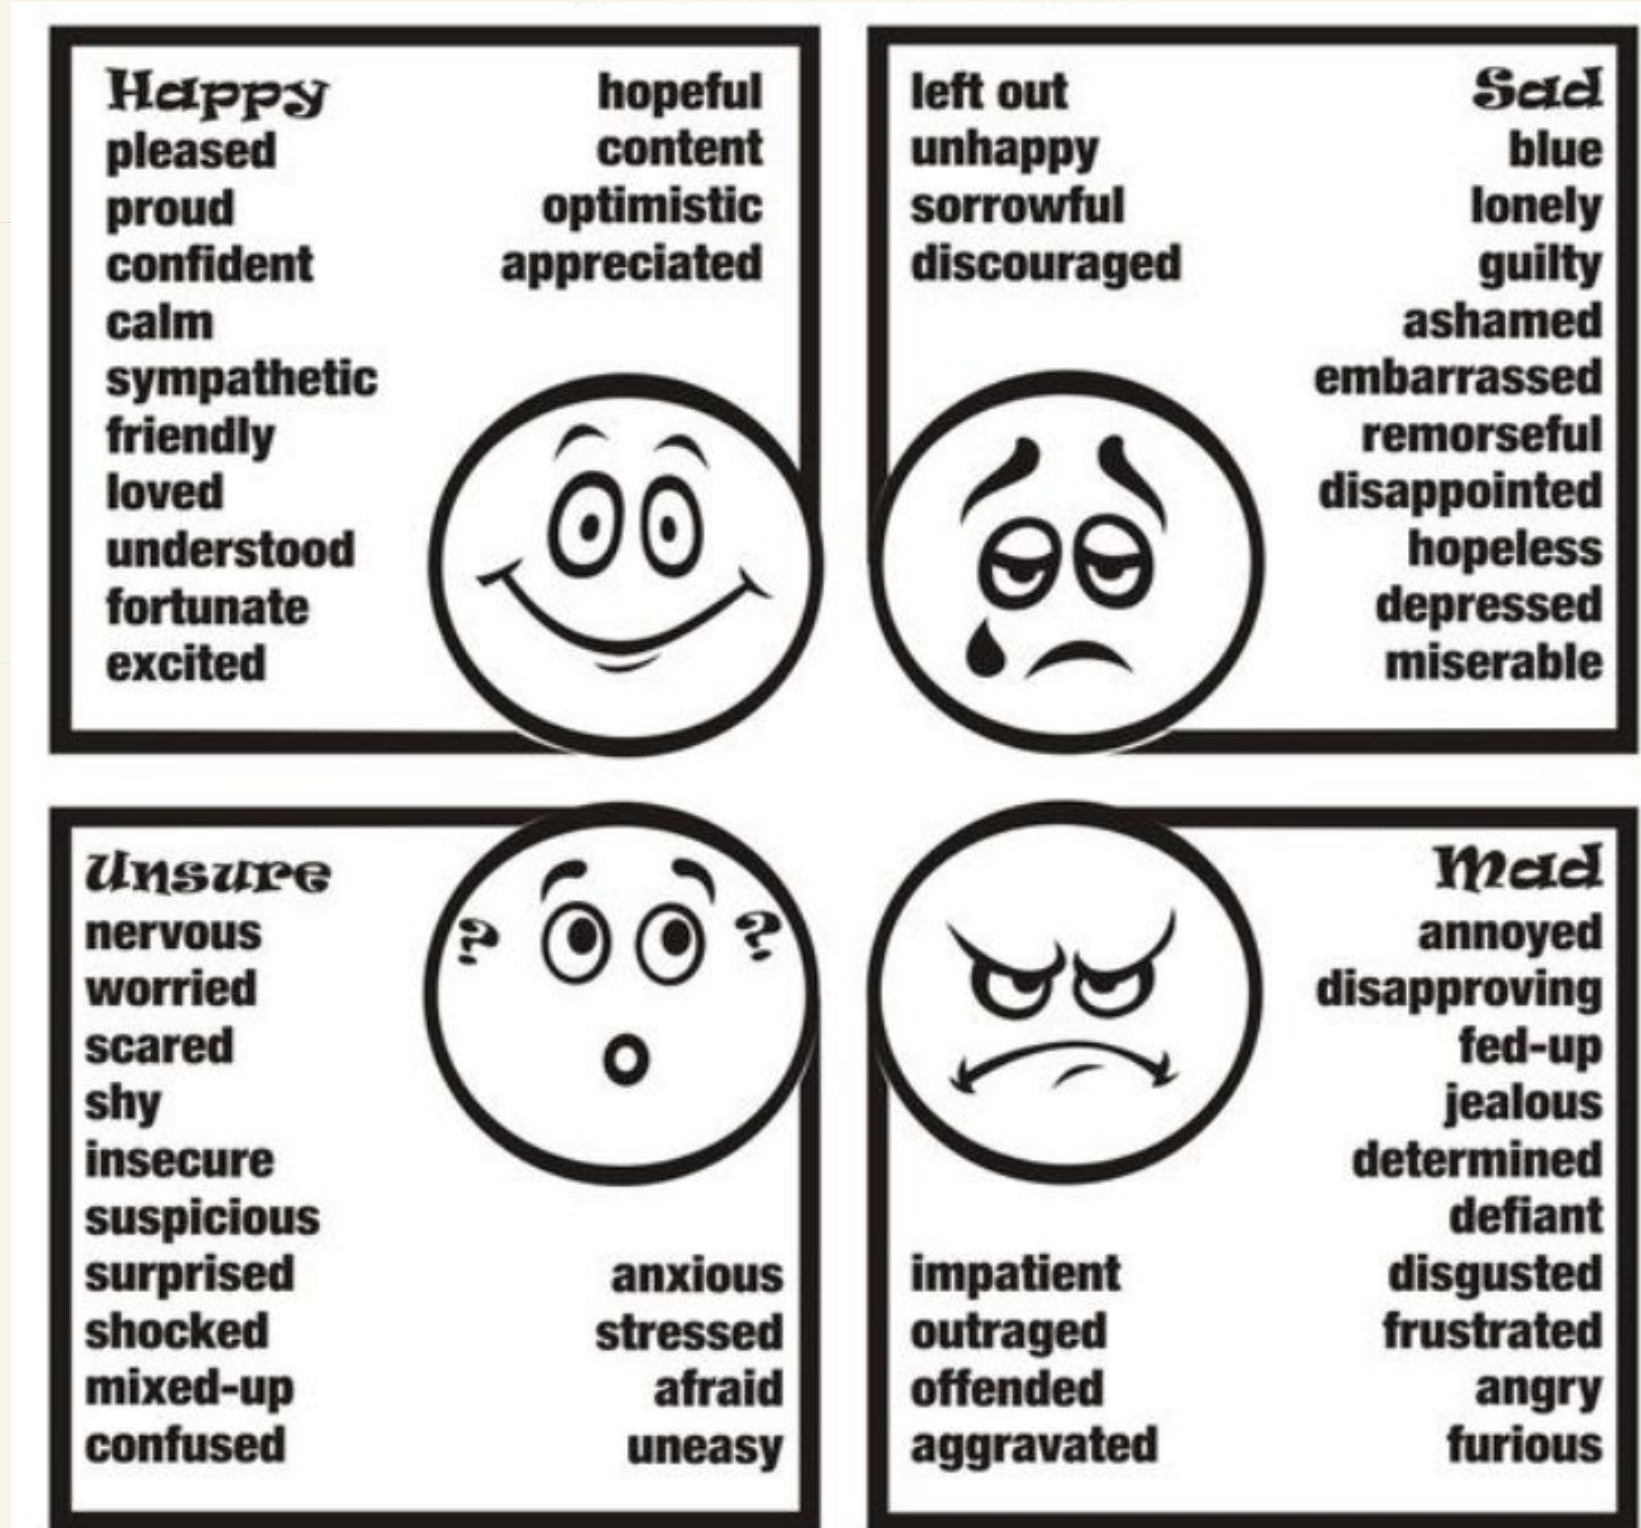 Happy
pleased
proud
confident
calm
sympathetic
friendly
loved
understood
fortunate
excited
hopeful
content
optimistic
appreciated
left out
unhappy
sorrowful
discouraged
Sad
blue
lonely
guilty
ashamed
embarrassed
remorseful
disappointed
hopeless
depressed
miserable
Unsure
nervous
worried
scared
shy
insecure
suspicious
surprised
shocked
mixed-up
confused
?
?
anxious
stressed
afraid
uneasy
Mad
annoyed
disapproving
fed-up
jealous
determined
defiant
disgusted
frustrated
angry
furious
impatient
outraged
offended
aggravated